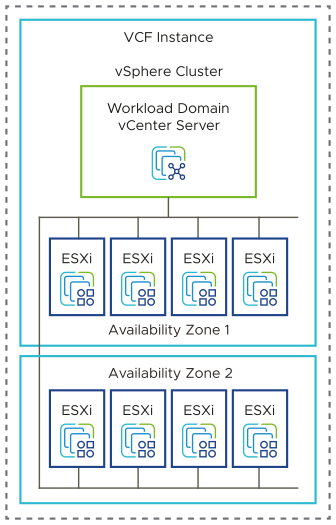 VCF Instance
vSphere Cluster
Workload Domain
vCenter Server
ESXi ESXi ESXi ESXi
Availability Zone 1
Availability Zone 2
ESXi ESXi ESXi ESXi